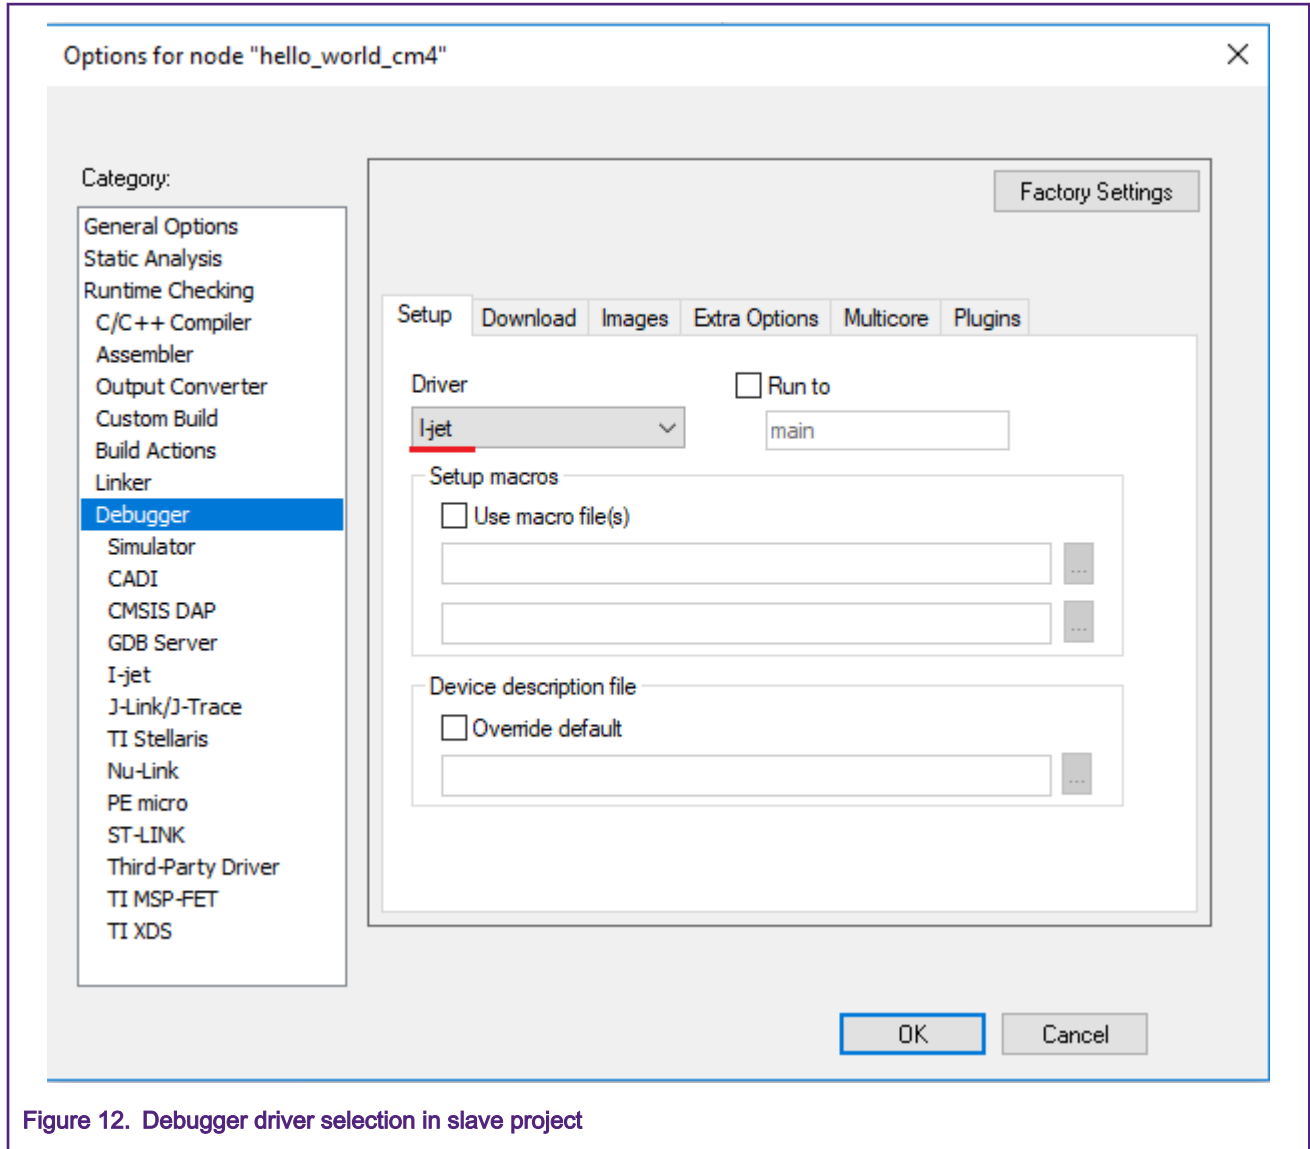 Options for node "hello_world_cm4"
Category:
General Options
Static Analysis
Runtime Checking
C/C++ Compiler
Assembler
Output Converter
Custom Build
Build Actions
Linker
Debugger
Simulator
CADI
CMSIS DAP
GDB Server
I-jet
J-Link/J-Trace
TI Stellaris
Nu-Link
PE micro
ST-LINK
Third-Party Driver
TI MSP-FET
TI XDS
Factory Settings
Setup Download Images Extra Options Multicore Plugins
Driver
Run to
I-jet
main
Setup macros
Use macro file(s)
...
...
Device description file
Override default
...
OK Cancel
Figure 12. Debugger driver selection in slave project